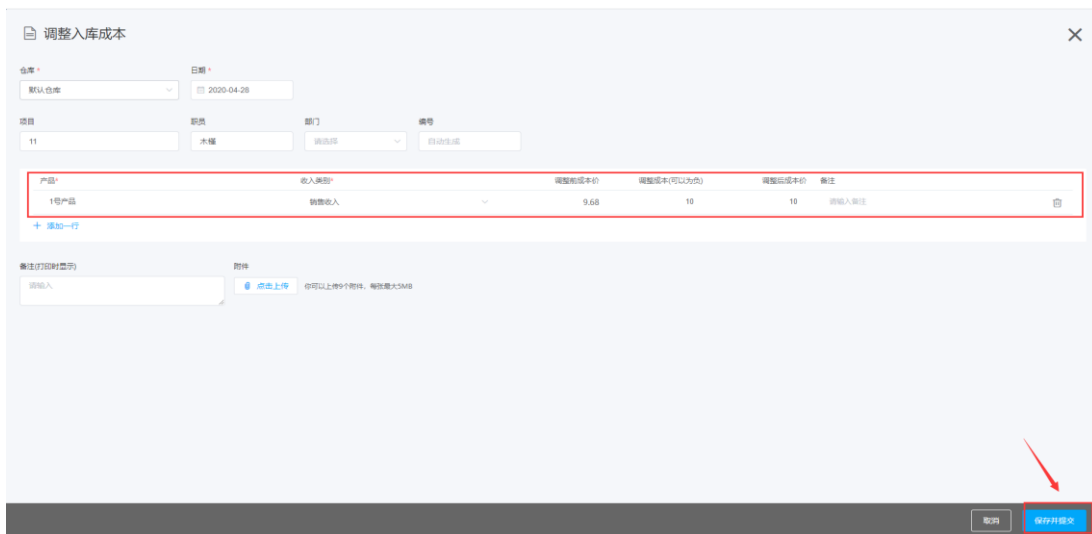 调整入库成本
仓库 * 日期 *
默认仓库 2020-04-28
项目 职员 部门 编号
11 木槿 请选择 自动生成
产品* 收入类别* 调整前成本价 调整成本(可以为负) 调整后成本价 备注
1号产品 销售收入 9.68 10 10 请输入备注
+ 添加一行
备注(打印时显示) 附件
请输入 点击上传 你可以上传9个附件，每张最大5MB
取消 保存并提交